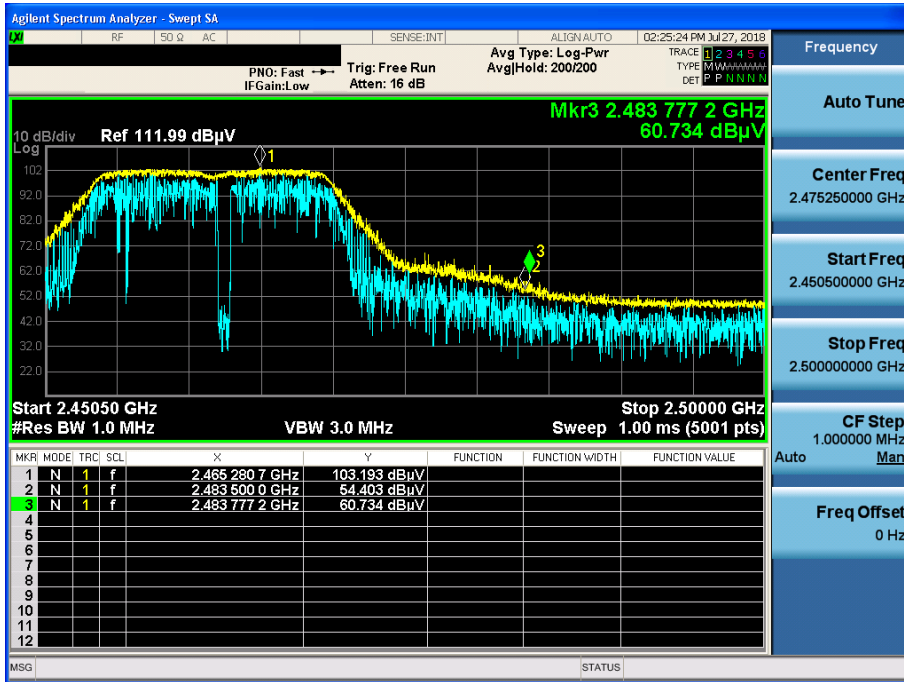 Agilent Spectrum Analyzer - Swept SA
LXI RF 50 Ω AC SENSE:INT ALIGN AUTO 02:25:24 PM Jul 27, 2018
Frequency
PNO: Fast
IFGain:Low
Trig: Free Run
Atten: 16 dB
Avg Type: Log-Pwr
Avg|Hold: 200/200
TRACE 1 2 3 4 5 6
TYPE MWWWWW
DET P P N N N N
Auto Tune
Mkr3 2.483 777 2 GHz
60.734 dBµV
10 dB/div Ref 111.99 dBµV
Log
102
92.0
82.0
72.0
62.0
52.0
42.0
32.0
22.0
1
3
2
Center Freq
2.475250000 GHz
Start Freq
2.450500000 GHz
Stop Freq
2.500000000 GHz
CF Step
1.000000 MHz
Auto Man
Freq Offset
0 Hz
Start 2.45050 GHz Stop 2.50000 GHz
#Res BW 1.0 MHz VBW 3.0 MHz Sweep 1.00 ms (5001 pts)
MKR MODE TRC SCL X Y FUNCTION FUNCTION WIDTH FUNCTION VALUE
1 N 1 f 2.465 280 7 GHz 103.193 dBµV
2 N 1 f 2.483 500 0 GHz 54.403 dBµV
3 N 1 f 2.483 777 2 GHz 60.734 dBµV
4
5
6
7
8
9
10
11
12
MSG STATUS